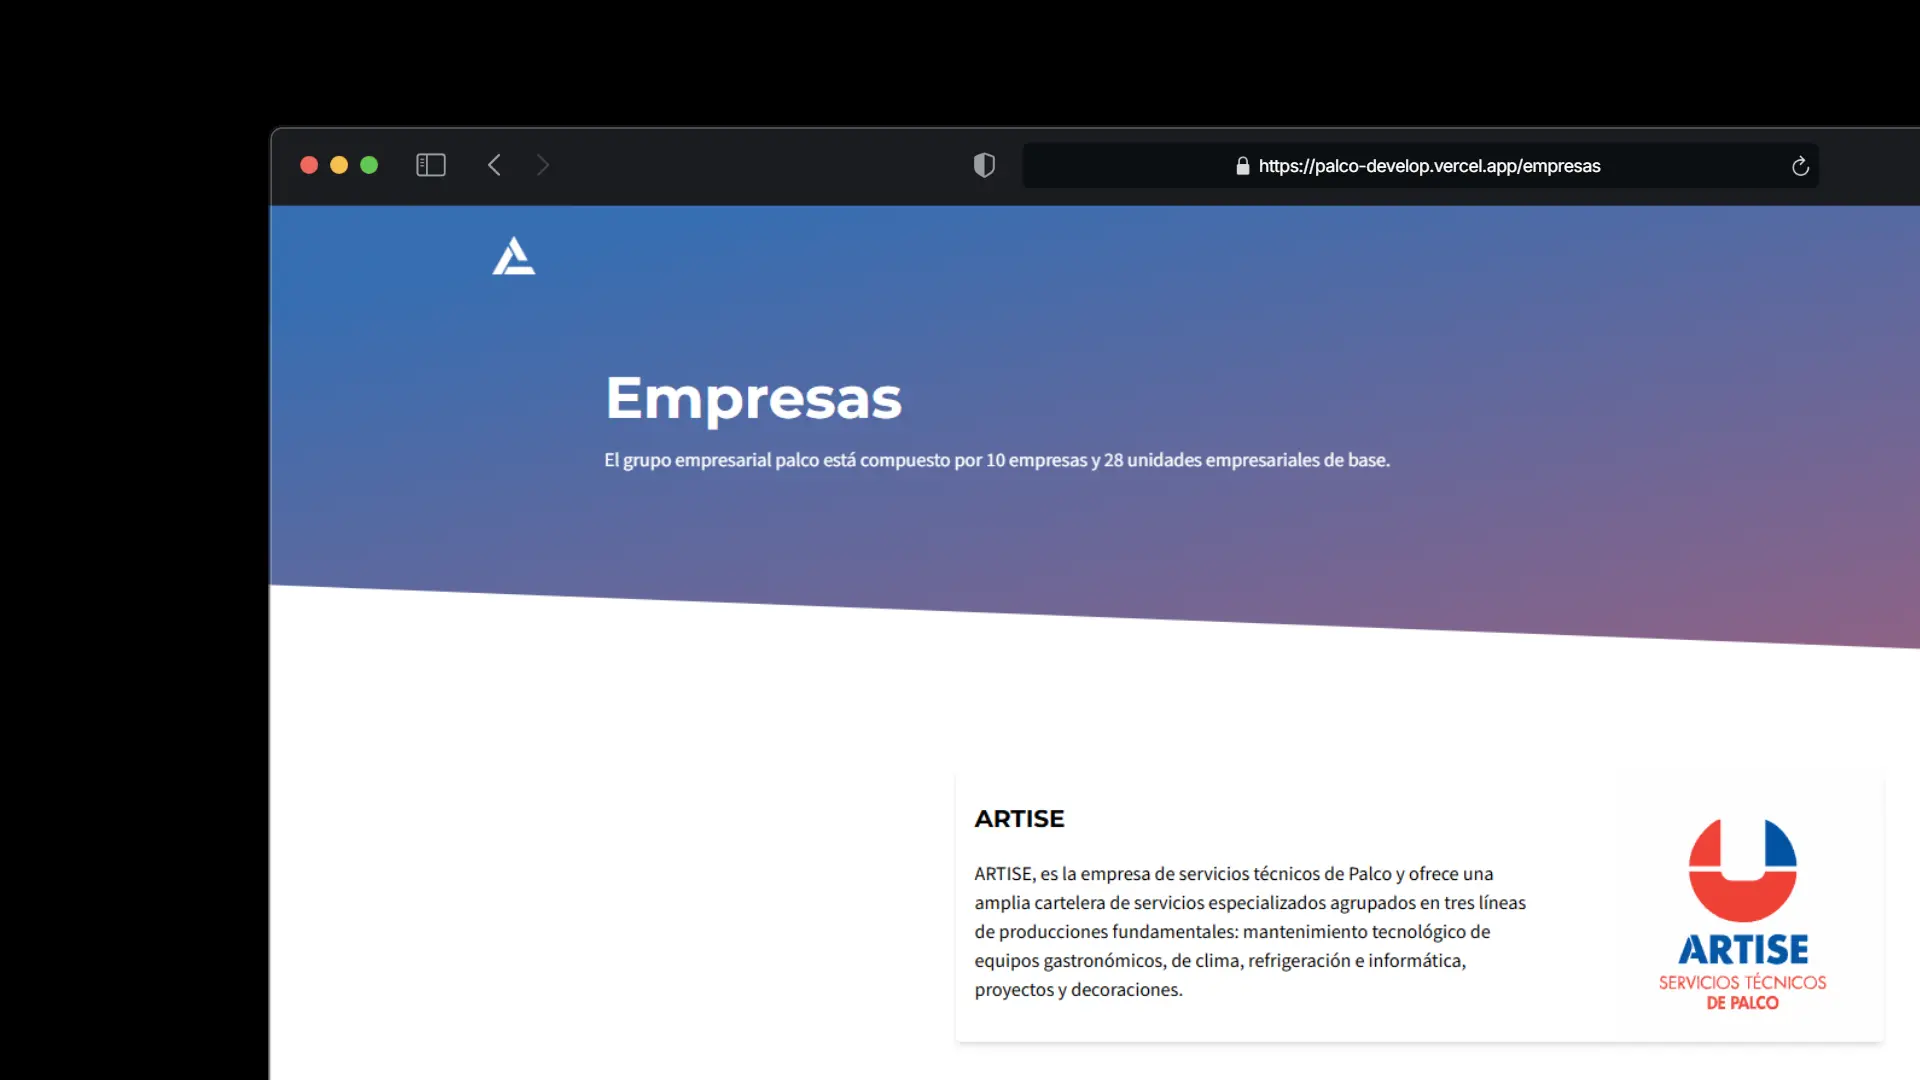 https://palco-develop.vercel.app/empresas
Empresas
El grupo empresarial palco está compuesto por 10 empresas y 28 unidades empresariales de base.
ARTISE
ARTISE, es la empresa de servicios técnicos de Palco y ofrece una
amplia cartelera de servicios especializados agrupados en tres líneas
de producciones fundamentales: mantenimiento tecnológico de
equipos gastronómicos, de clima, refrigeración e informática,
proyectos y decoraciones.
ARTISE
SERVICIOS TÉCNICOS
DE PALCO